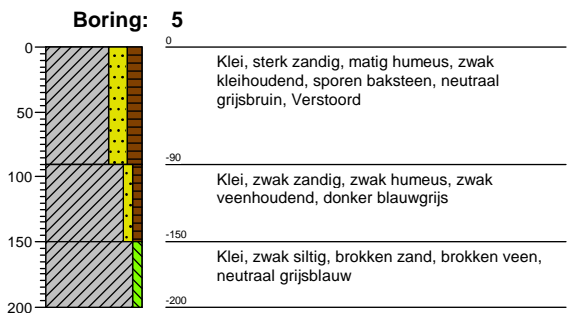 Boring: 5
0
0
Klei, sterk zandig, matig humeus, zwak
kleihoudend, sporen baksteen, neutraal
grijsbruin, Verstoord
50
-90
100
Klei, zwak zandig, zwak humeus, zwak
veenhoudend, donker blauwgrijs
150
-150
Klei, zwak siltig, brokken zand, brokken veen,
neutraal grijsblauw
200
-200